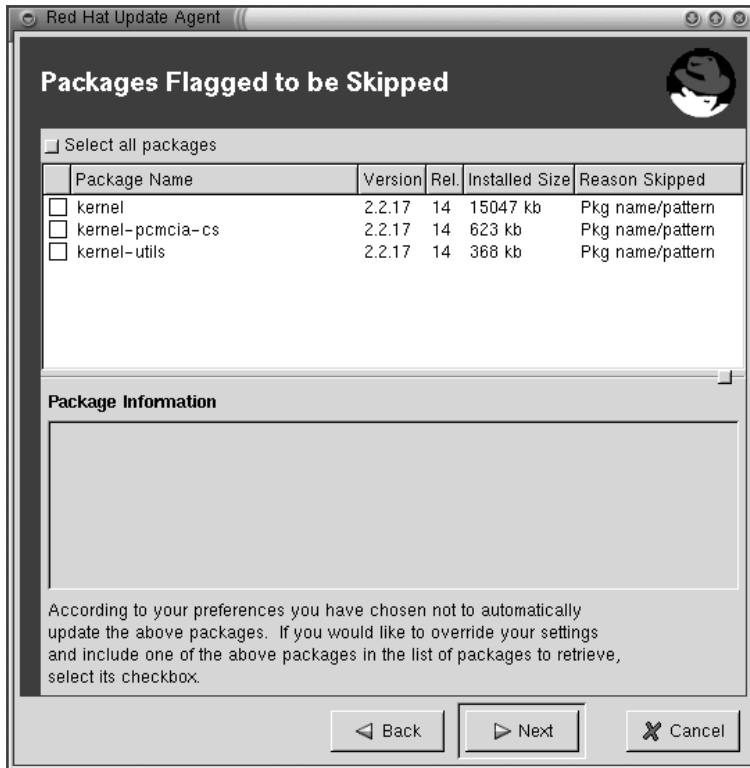 Red Hat Update Agent
Packages Flagged to be Skipped
Select all packages
Package Name Version Rel. Installed Size Reason Skipped
kernel 2.2.17 14 15047 kb Pkg name/pattern
kernel-pcmcia-cs 2.2.17 14 623 kb Pkg name/pattern
kernel-utils 2.2.17 14 368 kb Pkg name/pattern
Package Information
According to your preferences you have chosen not to automatically
update the above packages. If you would like to override your settings
and include one of the above packages in the list of packages to retrieve,
select its checkbox.
Back Next Cancel